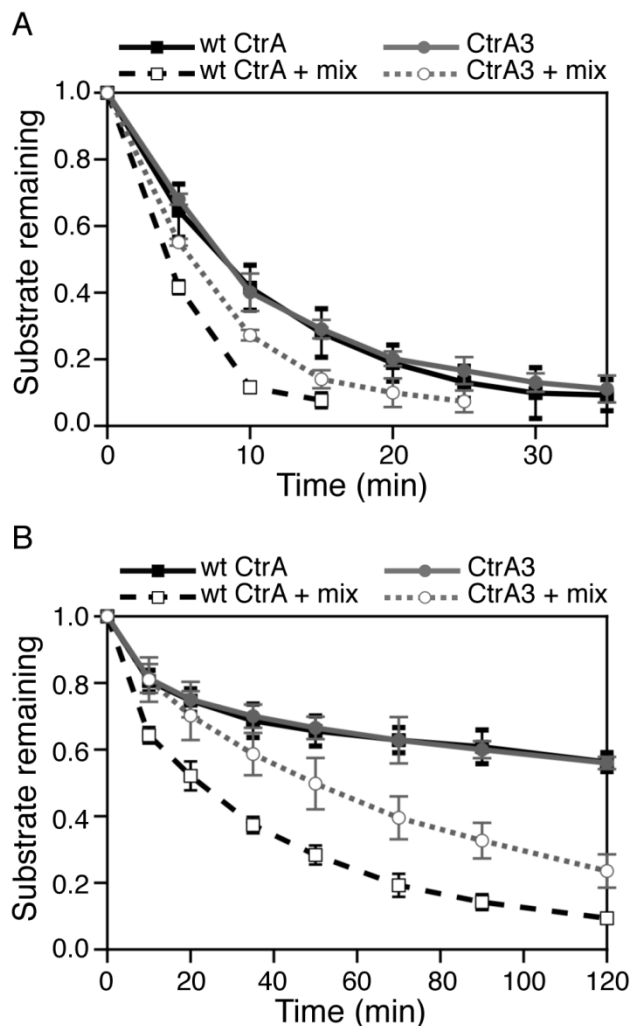 A
wt CtrA CtrA3
wt CtrA + mix CtrA3 + mix
Substrate remaining
1.0
0.8
0.6
0.4
0.2
0.0
0 10 20 30
Time (min)
B
wt CtrA CtrA3
wt CtrA + mix CtrA3 + mix
Substrate remaining
1.0
0.8
0.6
0.4
0.2
0.0
0 20 40 60 80 100 120
Time (min)